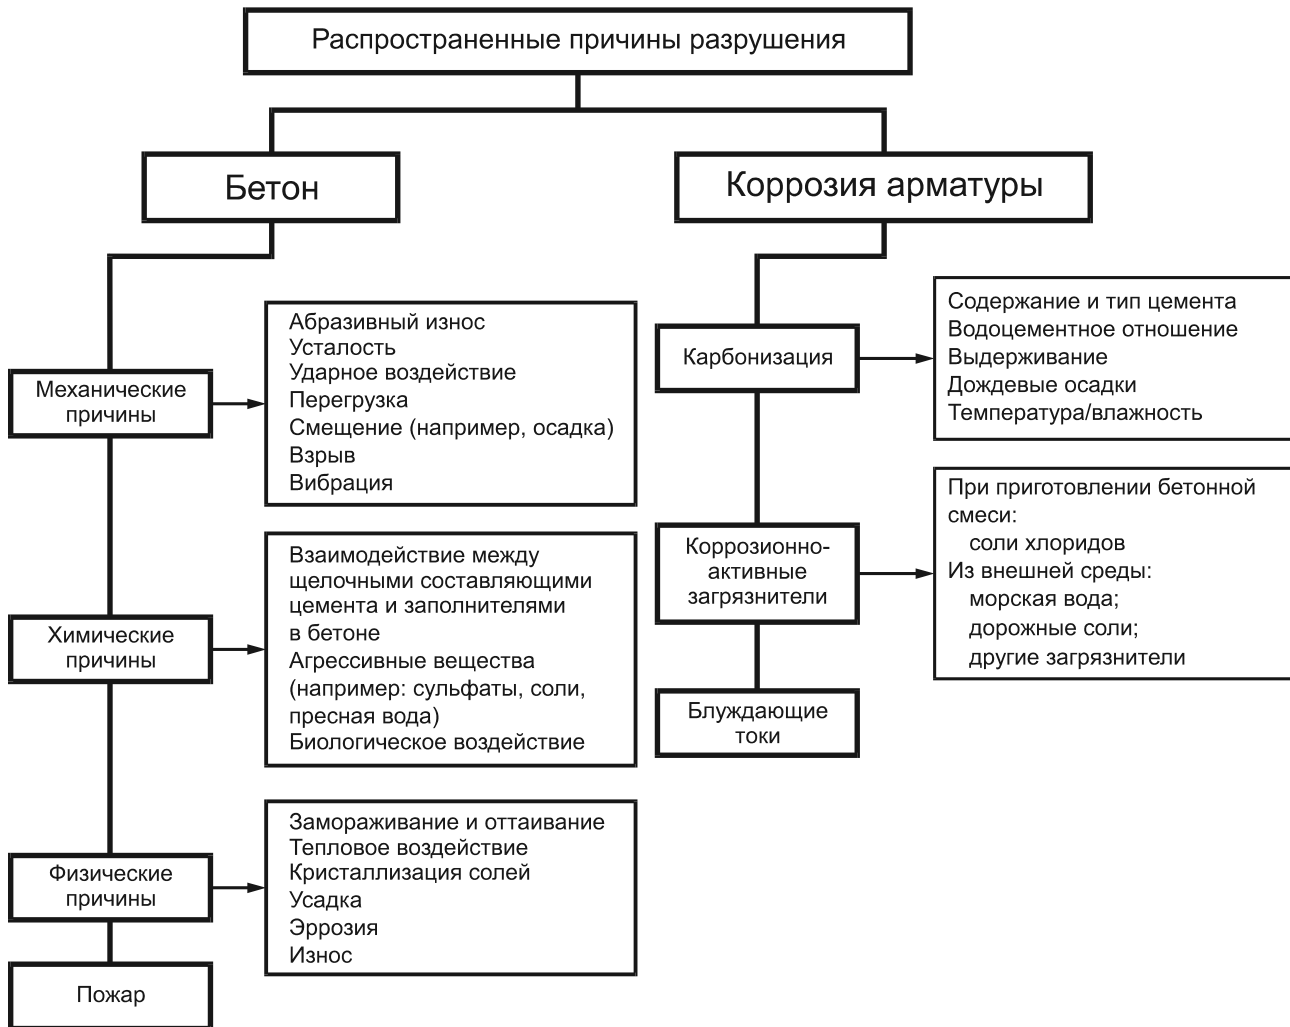 Распространенные причины разрушения
Бетон
Механические
причины
Абразивный износ
Усталость
Ударное воздействие
Перегрузка
Смещение (например, осадка)
Взрыв
Вибрация
Химические
причины
Взаимодействие между
щелочными составляющими
цемента и заполнителями
в бетоне
Агрессивные вещества
(например: сульфаты, соли,
пресная вода)
Биологическое воздействие
Физические
причины
Замораживание и оттаивание
Тепловое воздействие
Кристаллизация солей
Усадка
Эррозия
Износ
Пожар
Коррозия арматуры
Карбонизация
Содержание и тип цемента
Водоцементное отношение
Выдерживание
Дождевые осадки
Температура/влажность
Коррозионно-
активные
загрязнители
При приготовлении бетонной
смеси:
соли хлоридов
Из внешней среды:
морская вода;
дорожные соли;
другие загрязнители
Блуждающие
токи